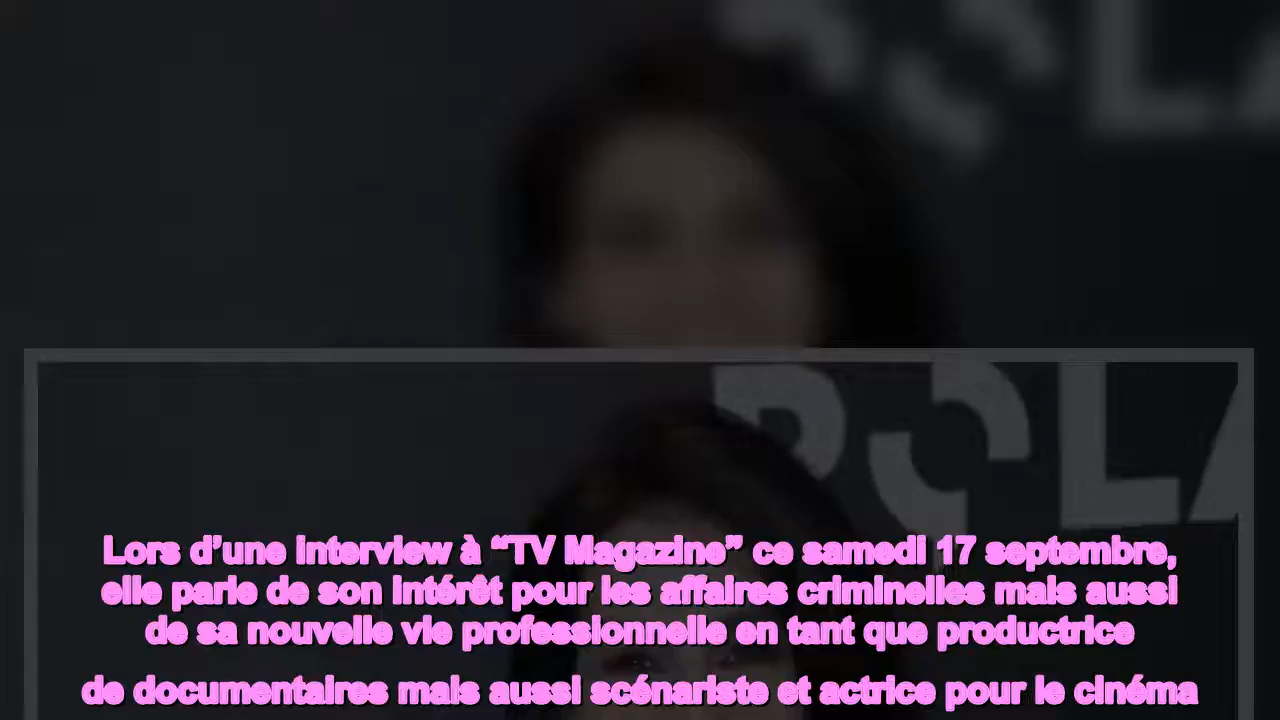 SLA
Lors d’une interview à “TV Magazine” ce samedi 17 septembre,
elle parle de son intérêt pour les affaires criminelles mais aussi
de sa nouvelle vie professionnelle en tant que productrice
de documentaires mais aussi scénariste et actrice pour le cinéma